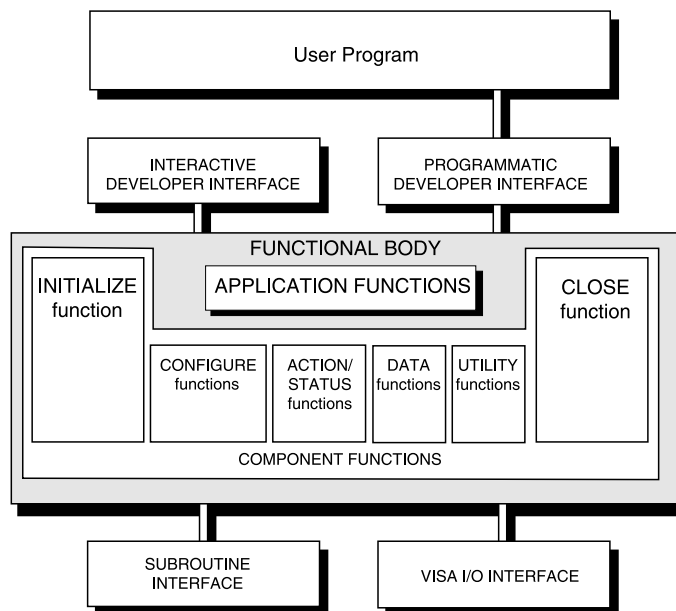 User Program
INTERACTIVE
DEVELOPER INTERFACE
PROGRAMMATIC
DEVELOPER INTERFACE
FUNCTIONAL BODY
APPLICATION FUNCTIONS
INITIALIZE
function
CLOSE
function
CONFIGURE
functions
ACTION/
STATUS
functions
DATA
functions
UTILITY
functions
COMPONENT FUNCTIONS
SUBROUTINE
INTERFACE
VISA I/O INTERFACE